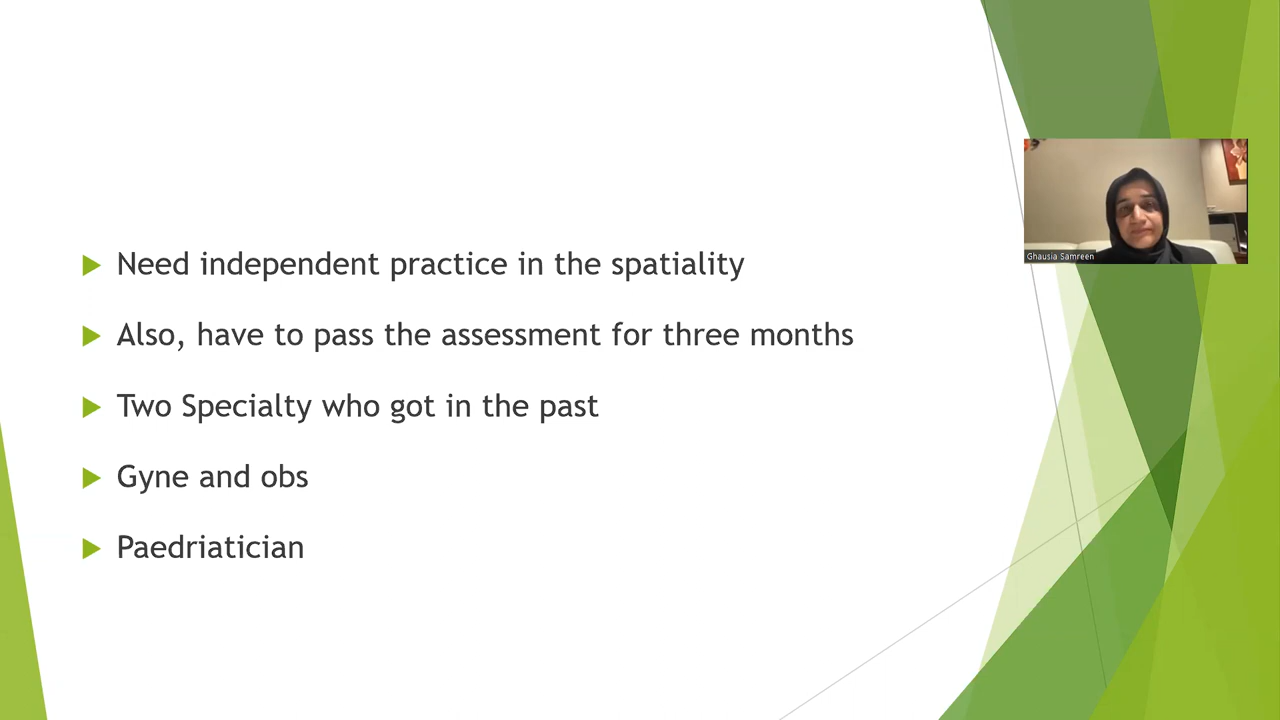 Need independent practice in the spatiality
Also, have to pass the assessment for three months
Two Specialty who got in the past
Gyne and obs
Paedriatician
Ghausia Samreen